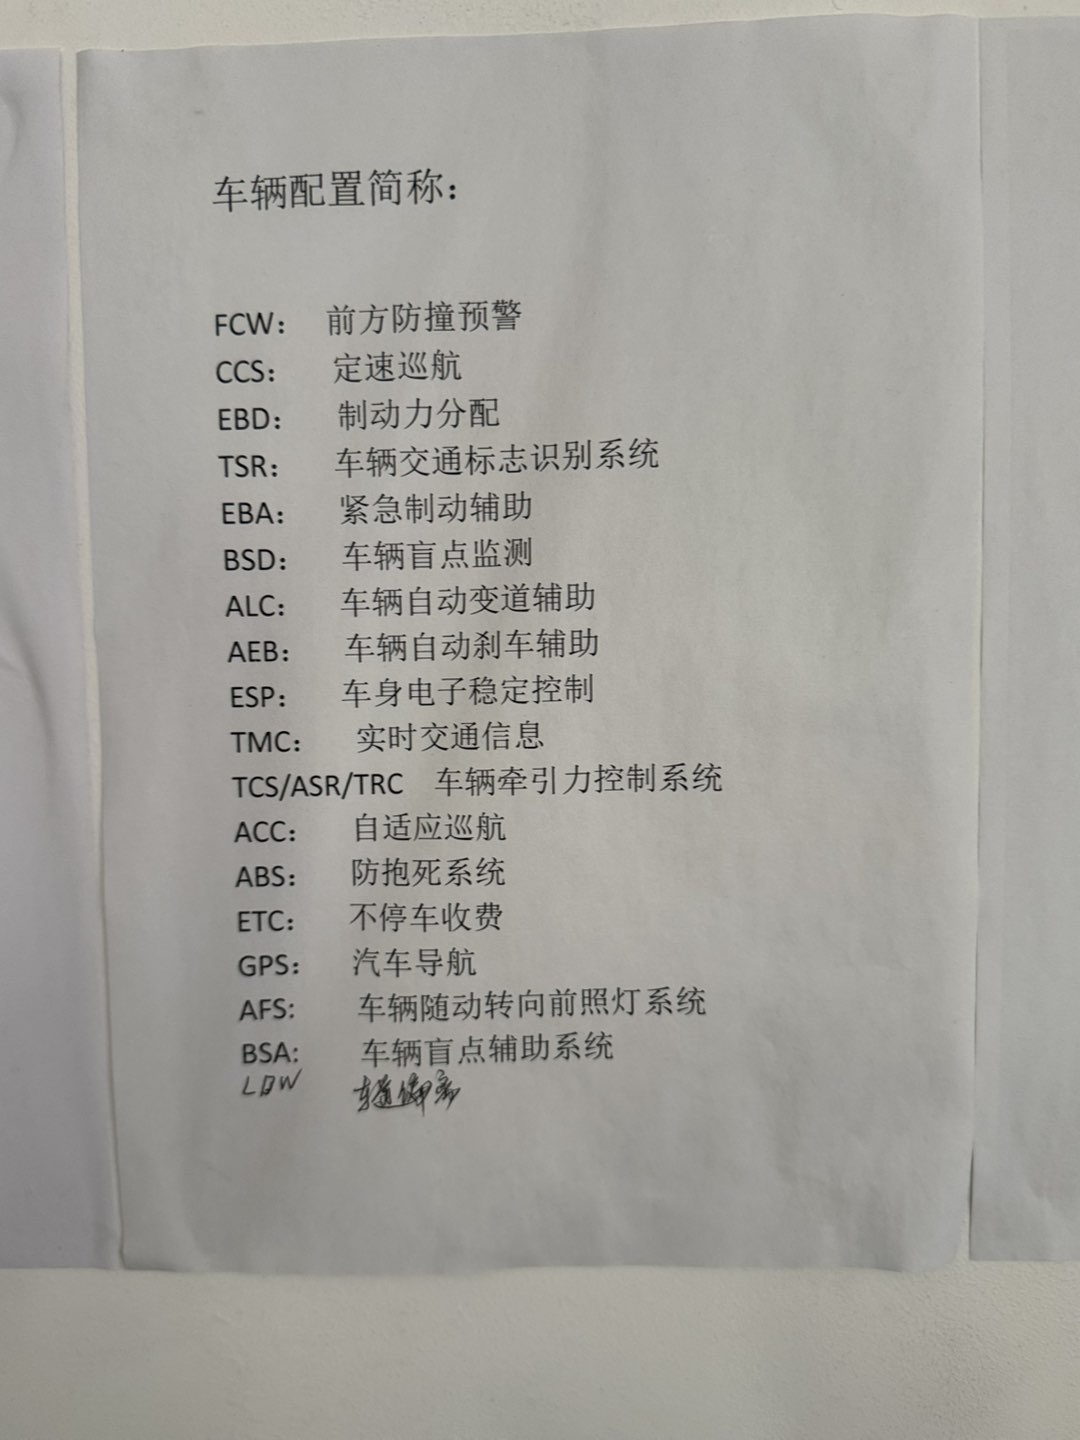 车辆配置简称：
FCW： 前方防撞预警
CCS： 定速巡航
EBD： 制动力分配
TSR： 车辆交通标志识别系统
EBA： 紧急制动辅助
BSD： 车辆盲点监测
ALC： 车辆自动变道辅助
AEB： 车辆自动刹车辅助
ESP： 车身电子稳定控制
TMC： 实时交通信息
TCS/ASR/TRC 车辆牵引力控制系统
ACC： 自适应巡航
ABS： 防抱死系统
ETC： 不停车收费
GPS： 汽车导航
AFS: 车辆随动转向前照灯系统
BSA: 车辆盲点辅助系统
LDW 车道偏离